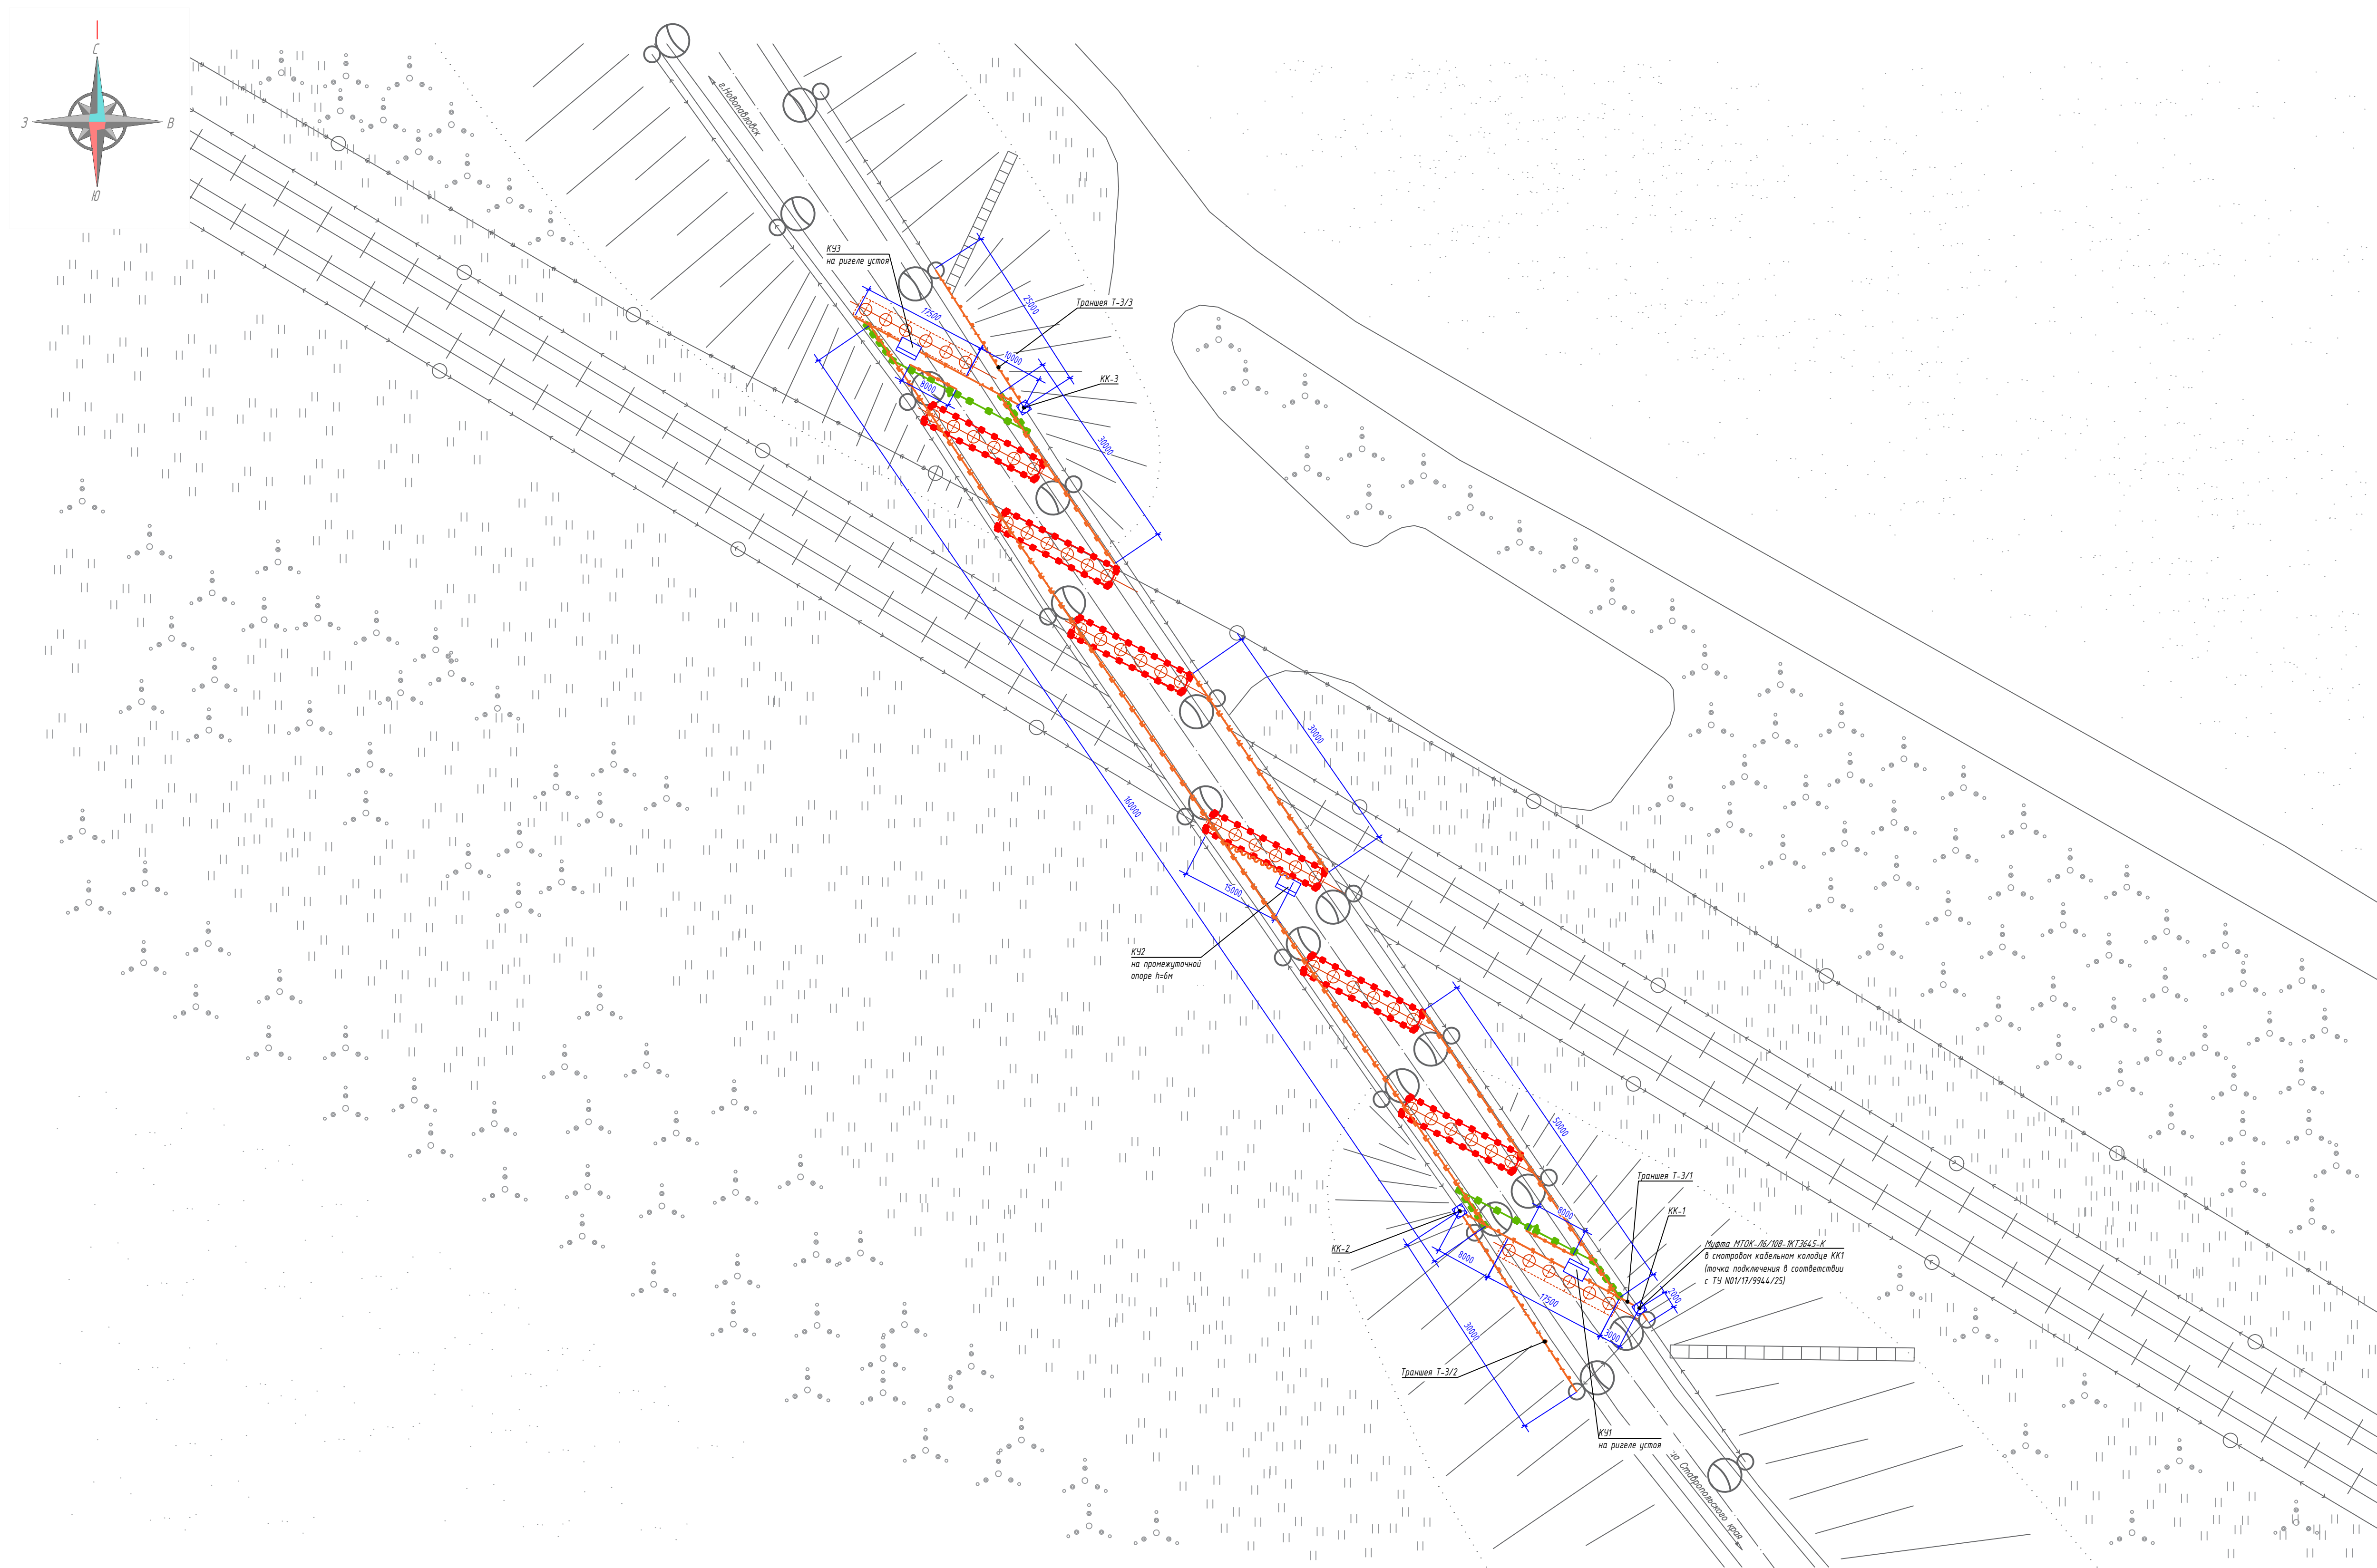 С
З
В
Ю
г.Новопавловск
КУ3
на ригеле устоя
17500
25000
Траншея Т-3/3
10000
КК-3
8000
30000
30000
160000
15000
КУ2
на промежуточной
опоре h=6м
50000
Траншея Т-3/1
КК-1
8000
КК-2
8000
Муфта МТОК-Л6/108-1КТ3645-К
в смотровом кабельном колодце КК1
(точка подключения в соответствии
с ТУ N01/17/9944/25)
2000
17500
3000
30000
Траншея Т-3/2
КУ1
на ригеле устоя
Ставропольского края